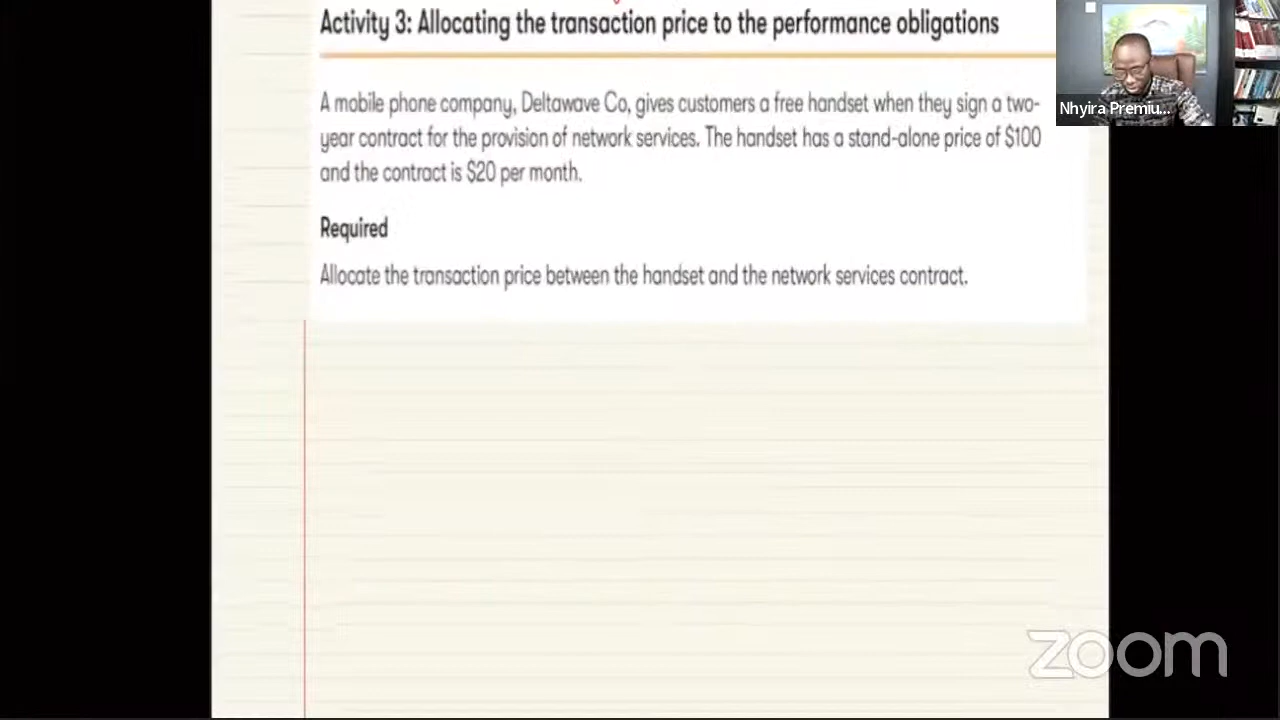 Activity 3: Allocating the transaction price to the performance obligations
A mobile phone company, Deltawave Co, gives customers a free handset when they sign a two-
year contract for the provision of network services. The handset has a stand-alone price of $100
and the contract is $20 per month.
Required
Allocate the transaction price between the handset and the network services contract.
Nhyira Premiu...
zoom